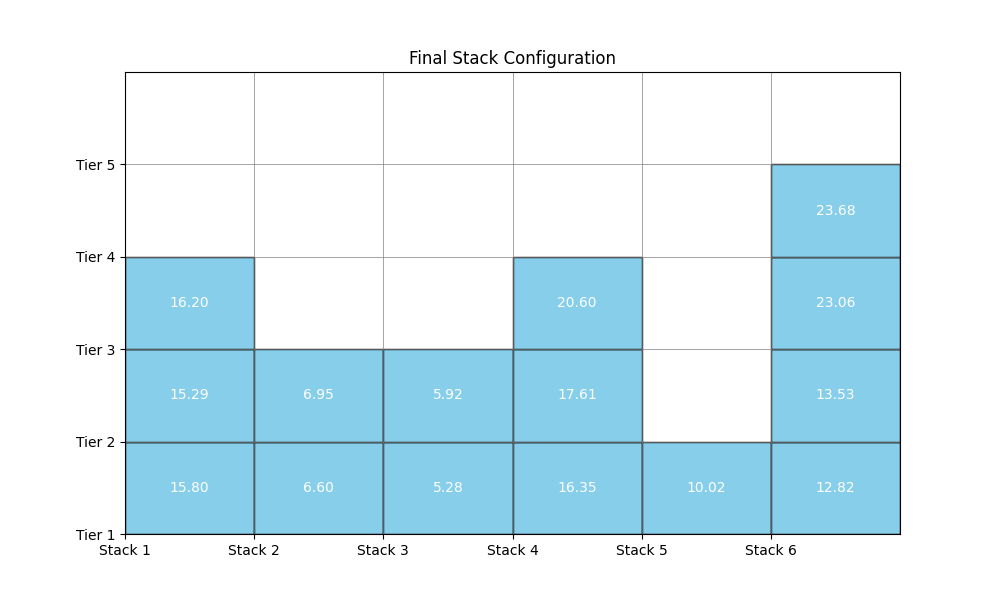 Final Stack Configuration
Tier 5
23.68
Tier 4
16.20
20.60
23.06
Tier 3
15.29
6.95
5.92
17.61
13.53
Tier 2
15.80
6.60
5.28
16.35
10.02
12.82
Tier 1
Stack 1
Stack 2
Stack 3
Stack 4
Stack 5
Stack 6